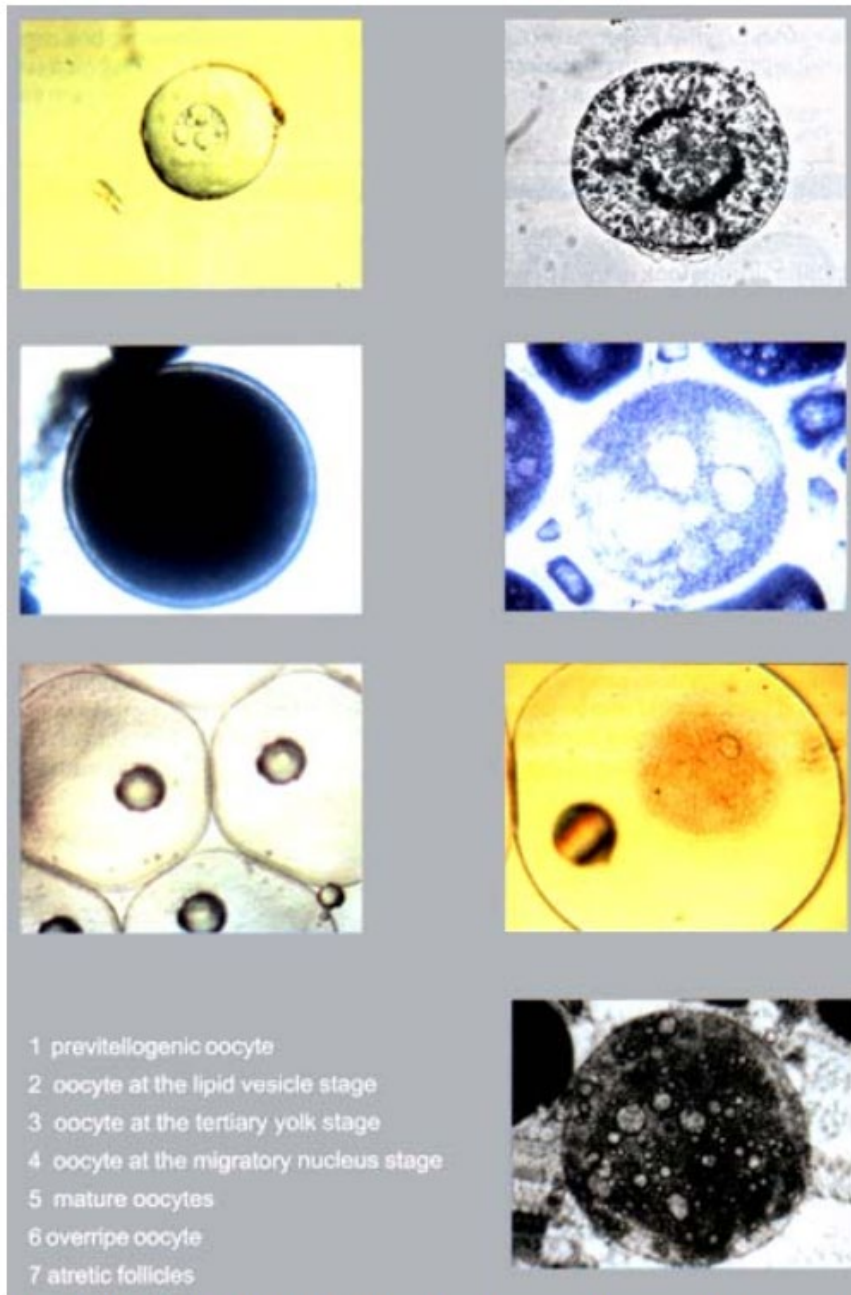 1 previtellogenic oocyte
2 oocyte at the lipid vesicle stage
3 oocyte at the tertiary yolk stage
4 oocyte at the migratory nucleus stage
5 mature oocytes
6 overripe oocyte
7 atretic follicles